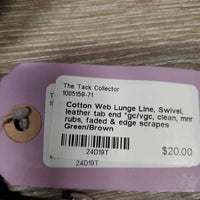 The Tack Collector
1005159-71
Cotton Web Lunge Line, Swivel,
leather tab end *gc/vgc, clean, mnr
rubs, faded & edge scrapes
Green/Brown
24D19T
24D19T
$20.00